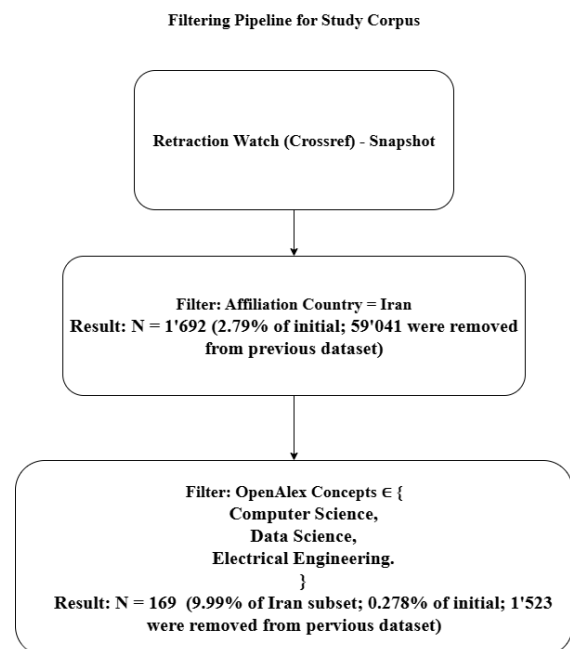 Filtering Pipeline for Study Corpus
Retraction Watch (Crossref) - Snapshot
Filter: Affiliation Country = Iran
Result: N = 1'692 (2.79% of initial; 59'041 were removed
from previous dataset)
Filter: OpenAlex Concepts ∈ {
Computer Science,
Data Science,
Electrical Engineering.
}
Result: N = 169 (9.99% of Iran subset; 0.278% of initial; 1'523
were removed from pervious dataset)